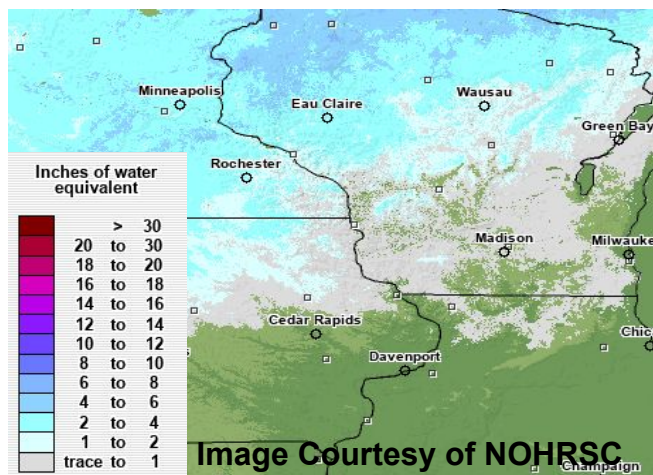 Minneapolis
Eau Claire
Wausau
Green Bay
Rochester
Madison
Milwauke
Cedar Rapids
Chic
Davenport
s
Champaign
Inches of water
equivalent
> 30
20 to 30
18 to 20
16 to 18
14 to 16
12 to 14
10 to 12
8 to 10
6 to 8
4 to 6
2 to 4
1 to 2
trace to 1
Image Courtesy of NOHRSC